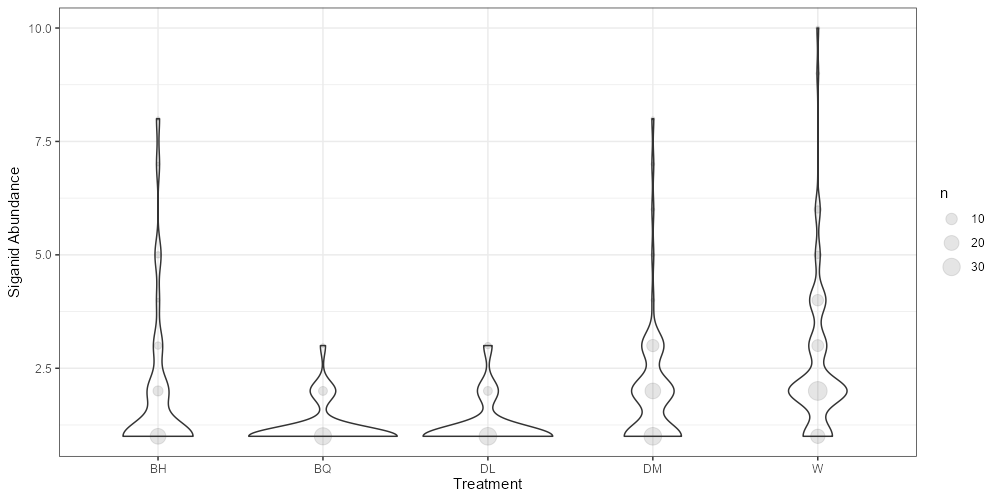 10.0
7.5
5.0
2.5
Siganid Abundance
BH
BQ
DL
DM
W
Treatment
n
10
20
30